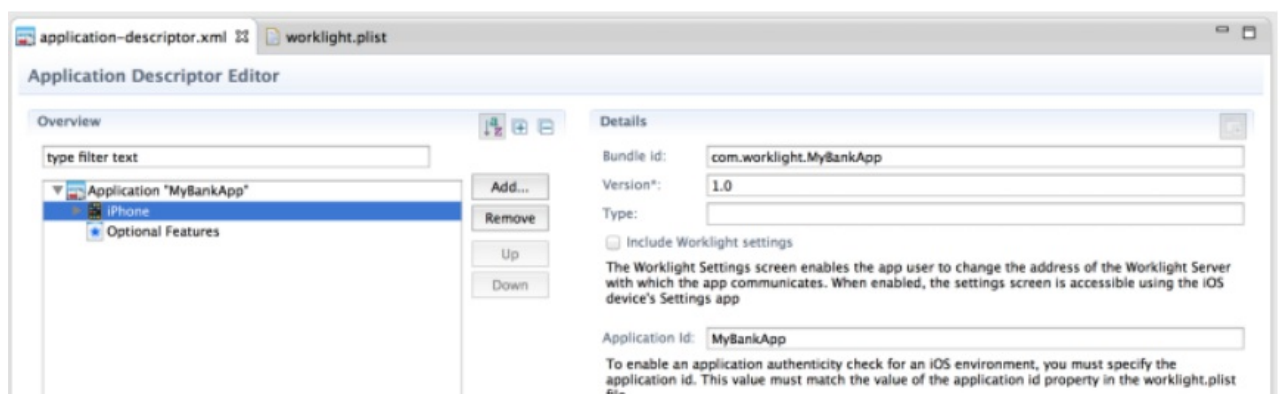 application-descriptor.xml
worklight.plist
Application Descriptor Editor
Overview
type filter text
Application "MyBankApp"
iPhone
Optional Features
Add...
Remove
Up
Down
Details
Bundle id:
com.worklight.MyBankApp
Version*:
1.0
Type:
Include Worklight settings
The Worklight Settings screen enables the app user to change the address of the Worklight Server
with which the app communicates. When enabled, the settings screen is accessible using the iOS
device's Settings app
Application Id:
MyBankApp
To enable an application authenticity check for an iOS environment, you must specify the
application id. This value must match the value of the application id property in the worklight.plist